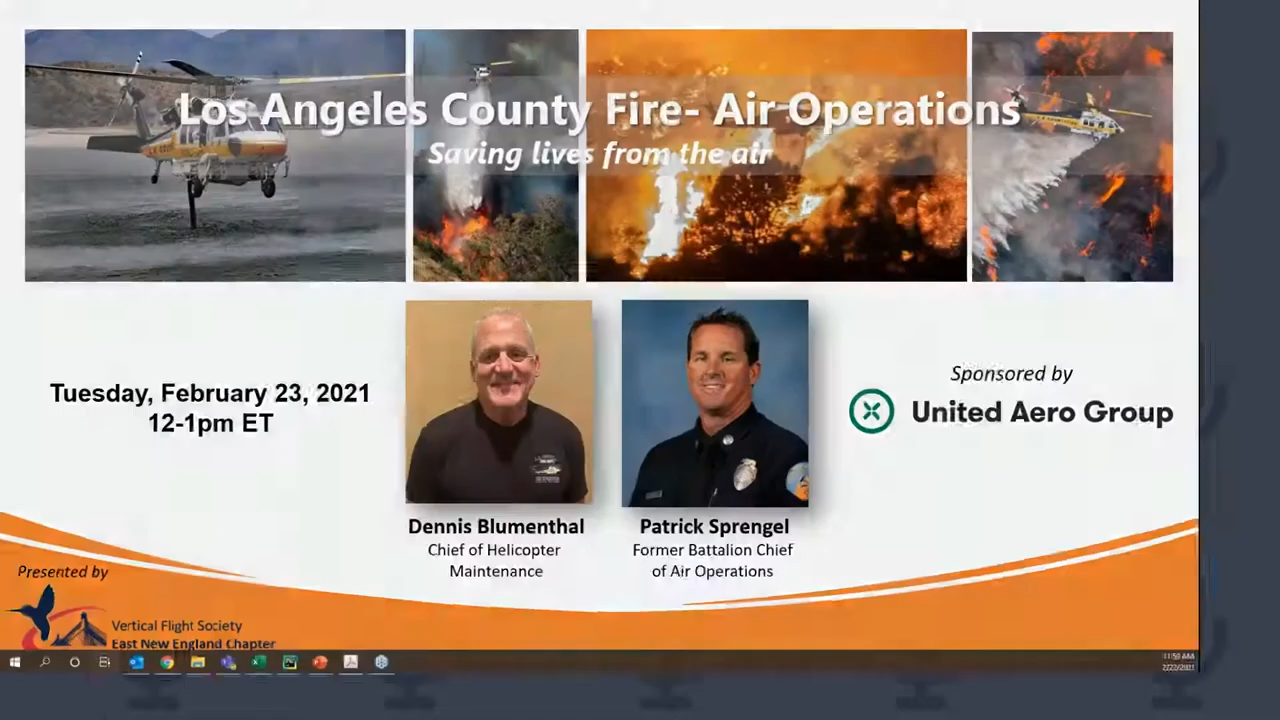 Los Angeles County Fire- Air Operations
Saving lives from the air
Tuesday, February 23, 2021
12-1pm ET
Sponsored by
United Aero Group
Dennis Blumenthal
Chief of Helicopter
Maintenance
Patrick Sprengel
Former Battalion Chief
of Air Operations
Presented by
Vertical Flight Society
East New England Chapter